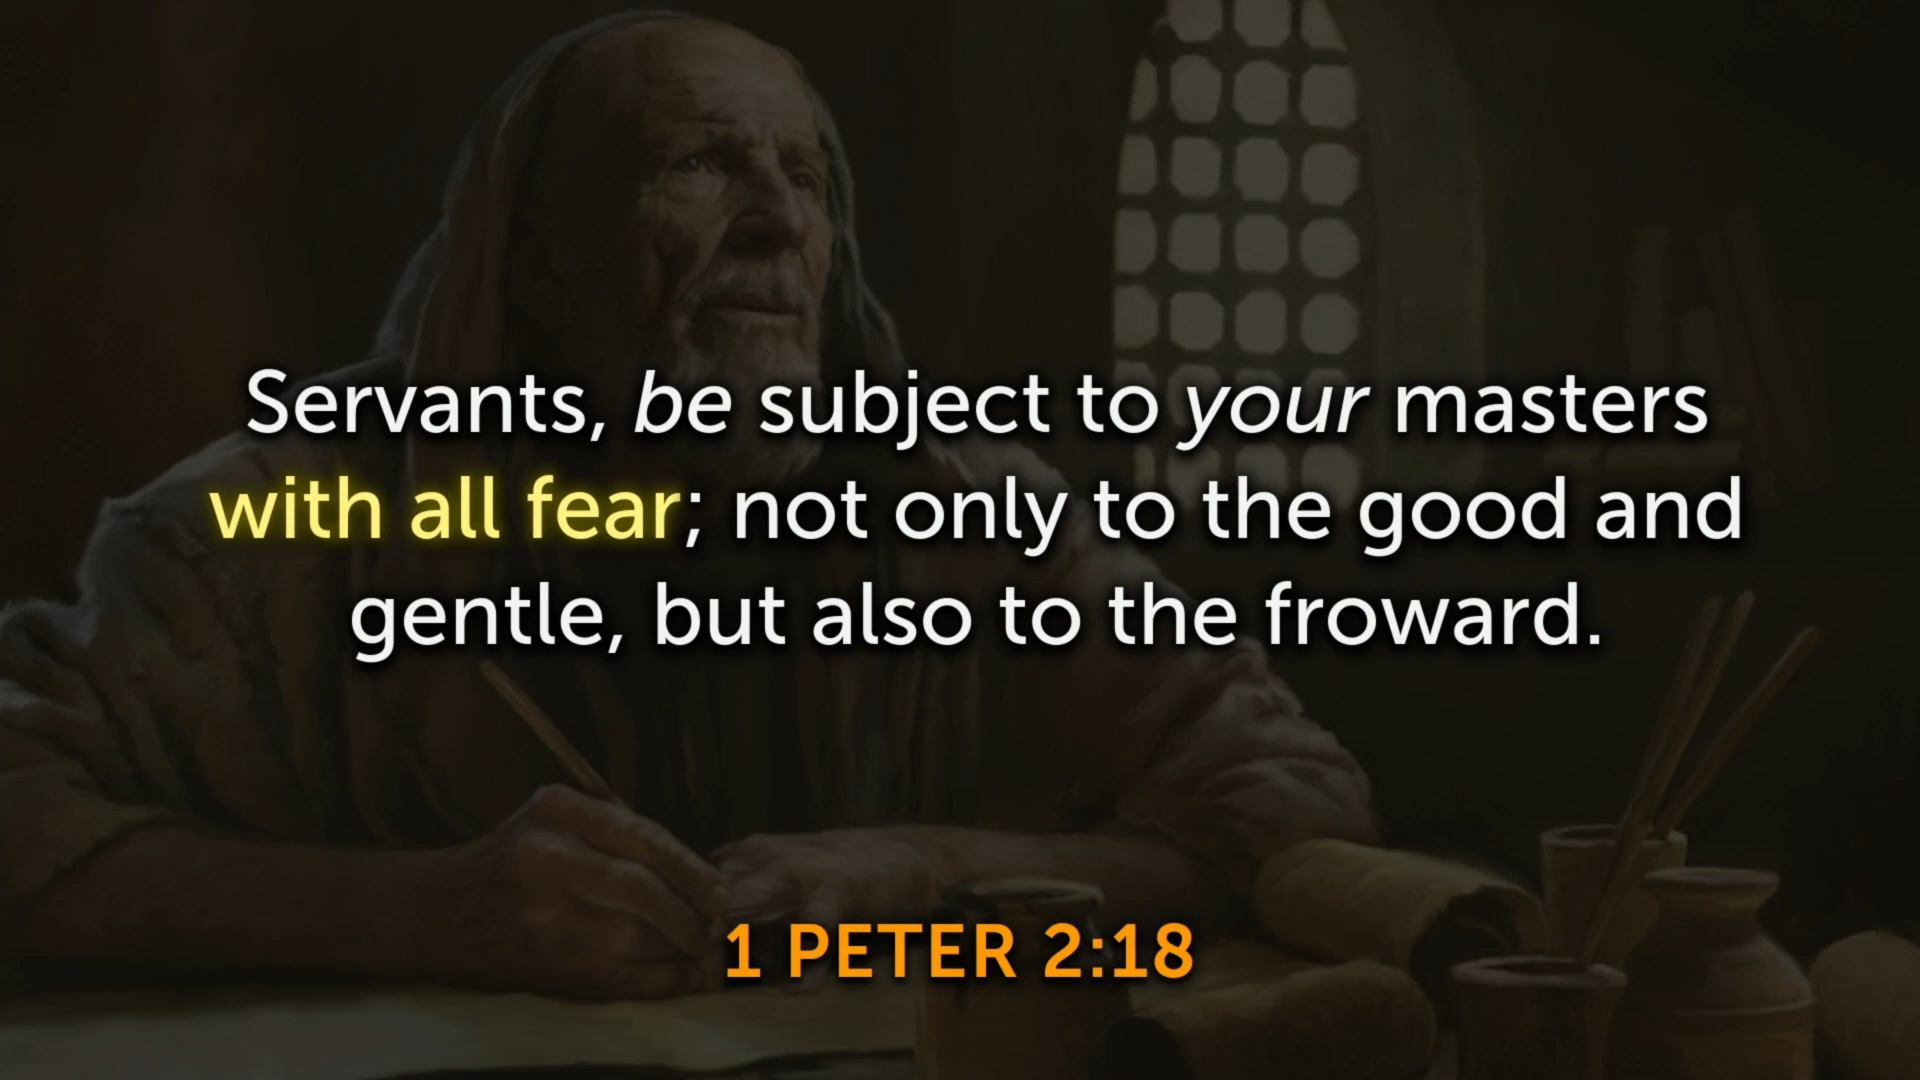 Servants, be subject to your masters
with all fear; not only to the good and
gentle, but also to the froward.
1 PETER 2:18